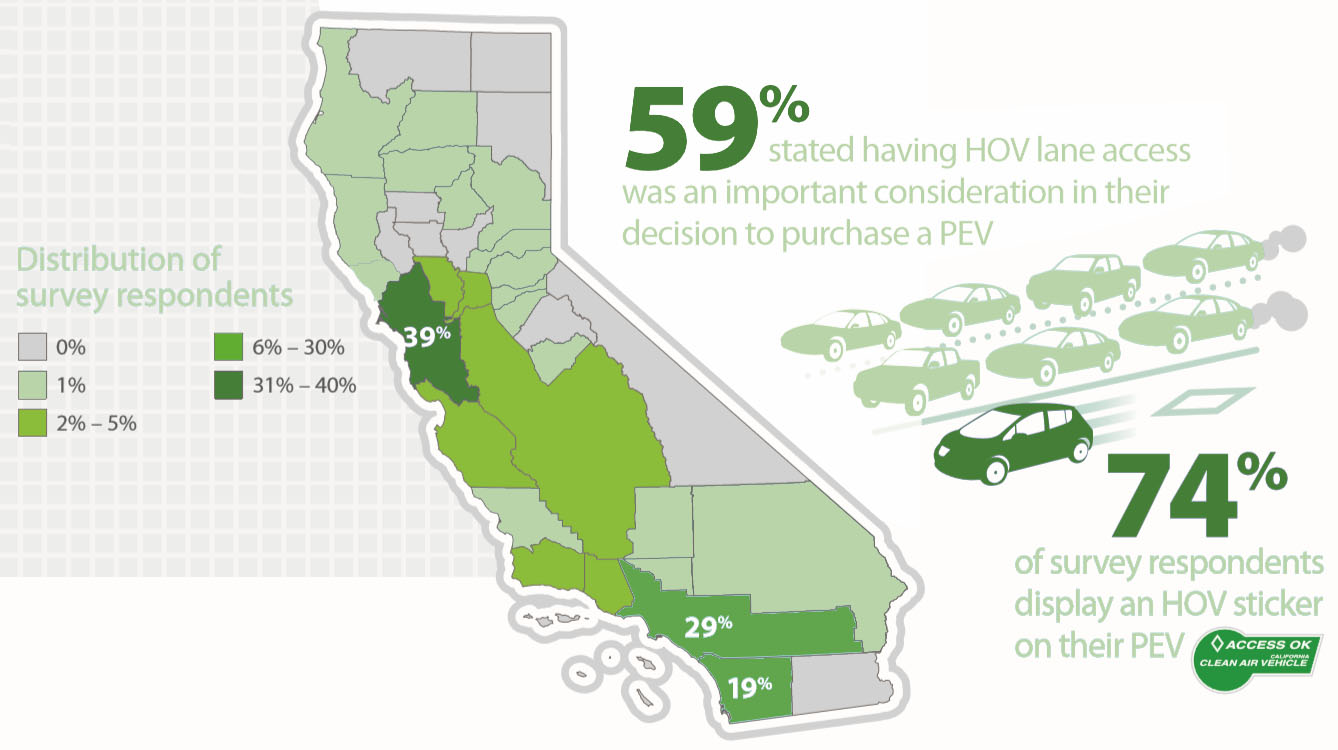 59%
stated having HOV lane access
was an important consideration in their
decision to purchase a PEV
Distribution of
survey respondents
0%
1%
2% – 5%
6% – 30%
31% – 40%
39%
29%
19%
74%
of survey respondents
display an HOV sticker
on their PEV
ACCESS OK
CALIFORNIA
CLEAN AIR VEHICLE